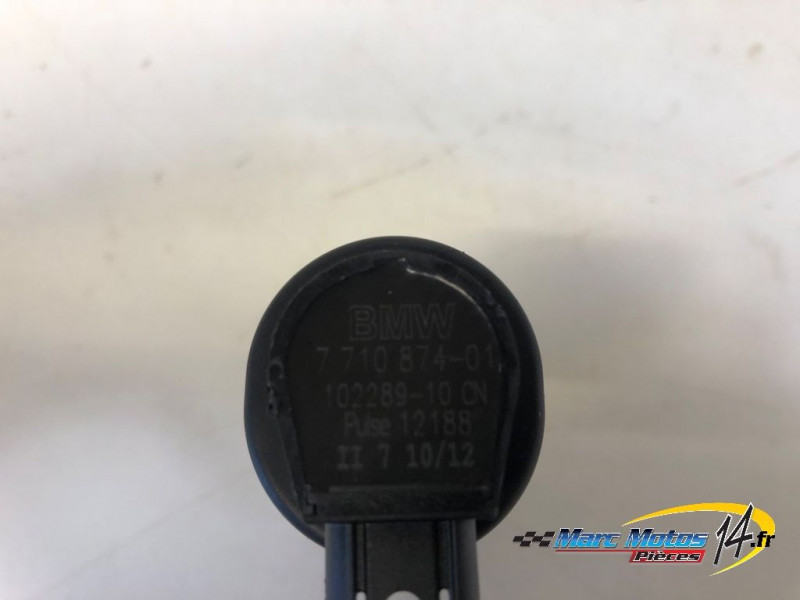 BMW
7 710 874-01
102289-10 CN
Pulse 12188
II 7 10/12
Marc Motos 14.fr
Pièces